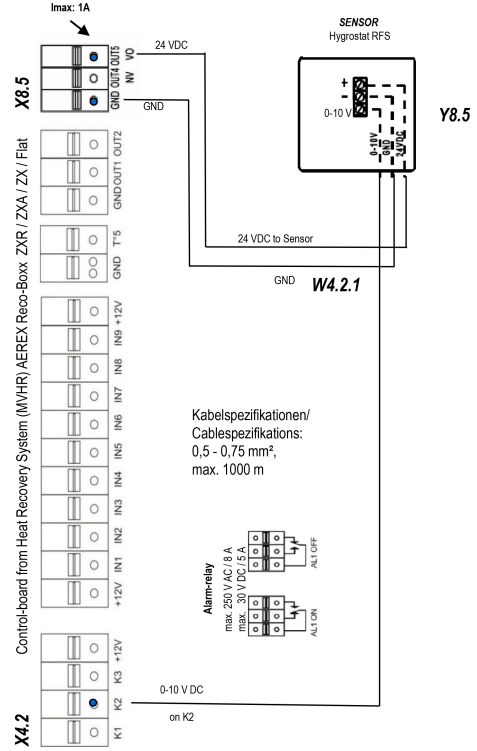 Imax: 1A
SENSOR
Hygrostat RFS
X8.5
OUT5
VO
OUT4
NV
GND
24 VDC
GND
+
-
0-10 V
0-10V
GND
24VDC
Y8.5
OUT2
OUT1
GND
T°5
GND
24 VDC to Sensor
GND
W4.2.1
Control-board from Heat Recovery System (MVHR) AEREX Reco-Boxx ZXR / ZXA / ZX / Flat
+12V
IN9
IN8
IN7
IN6
IN5
IN4
IN3
IN2
IN1
+12V
Kabelspezifikationen/
Cablespezifikations:
0,5 - 0,75 mm²,
max. 1000 m
Alarm-relay
max. 250 V AC / 8 A
max. 30 V DC / 5 A
AL1 OFF
AL1 ON
X4.2
+12V
K3
K2
K1
0-10 V DC
on K2